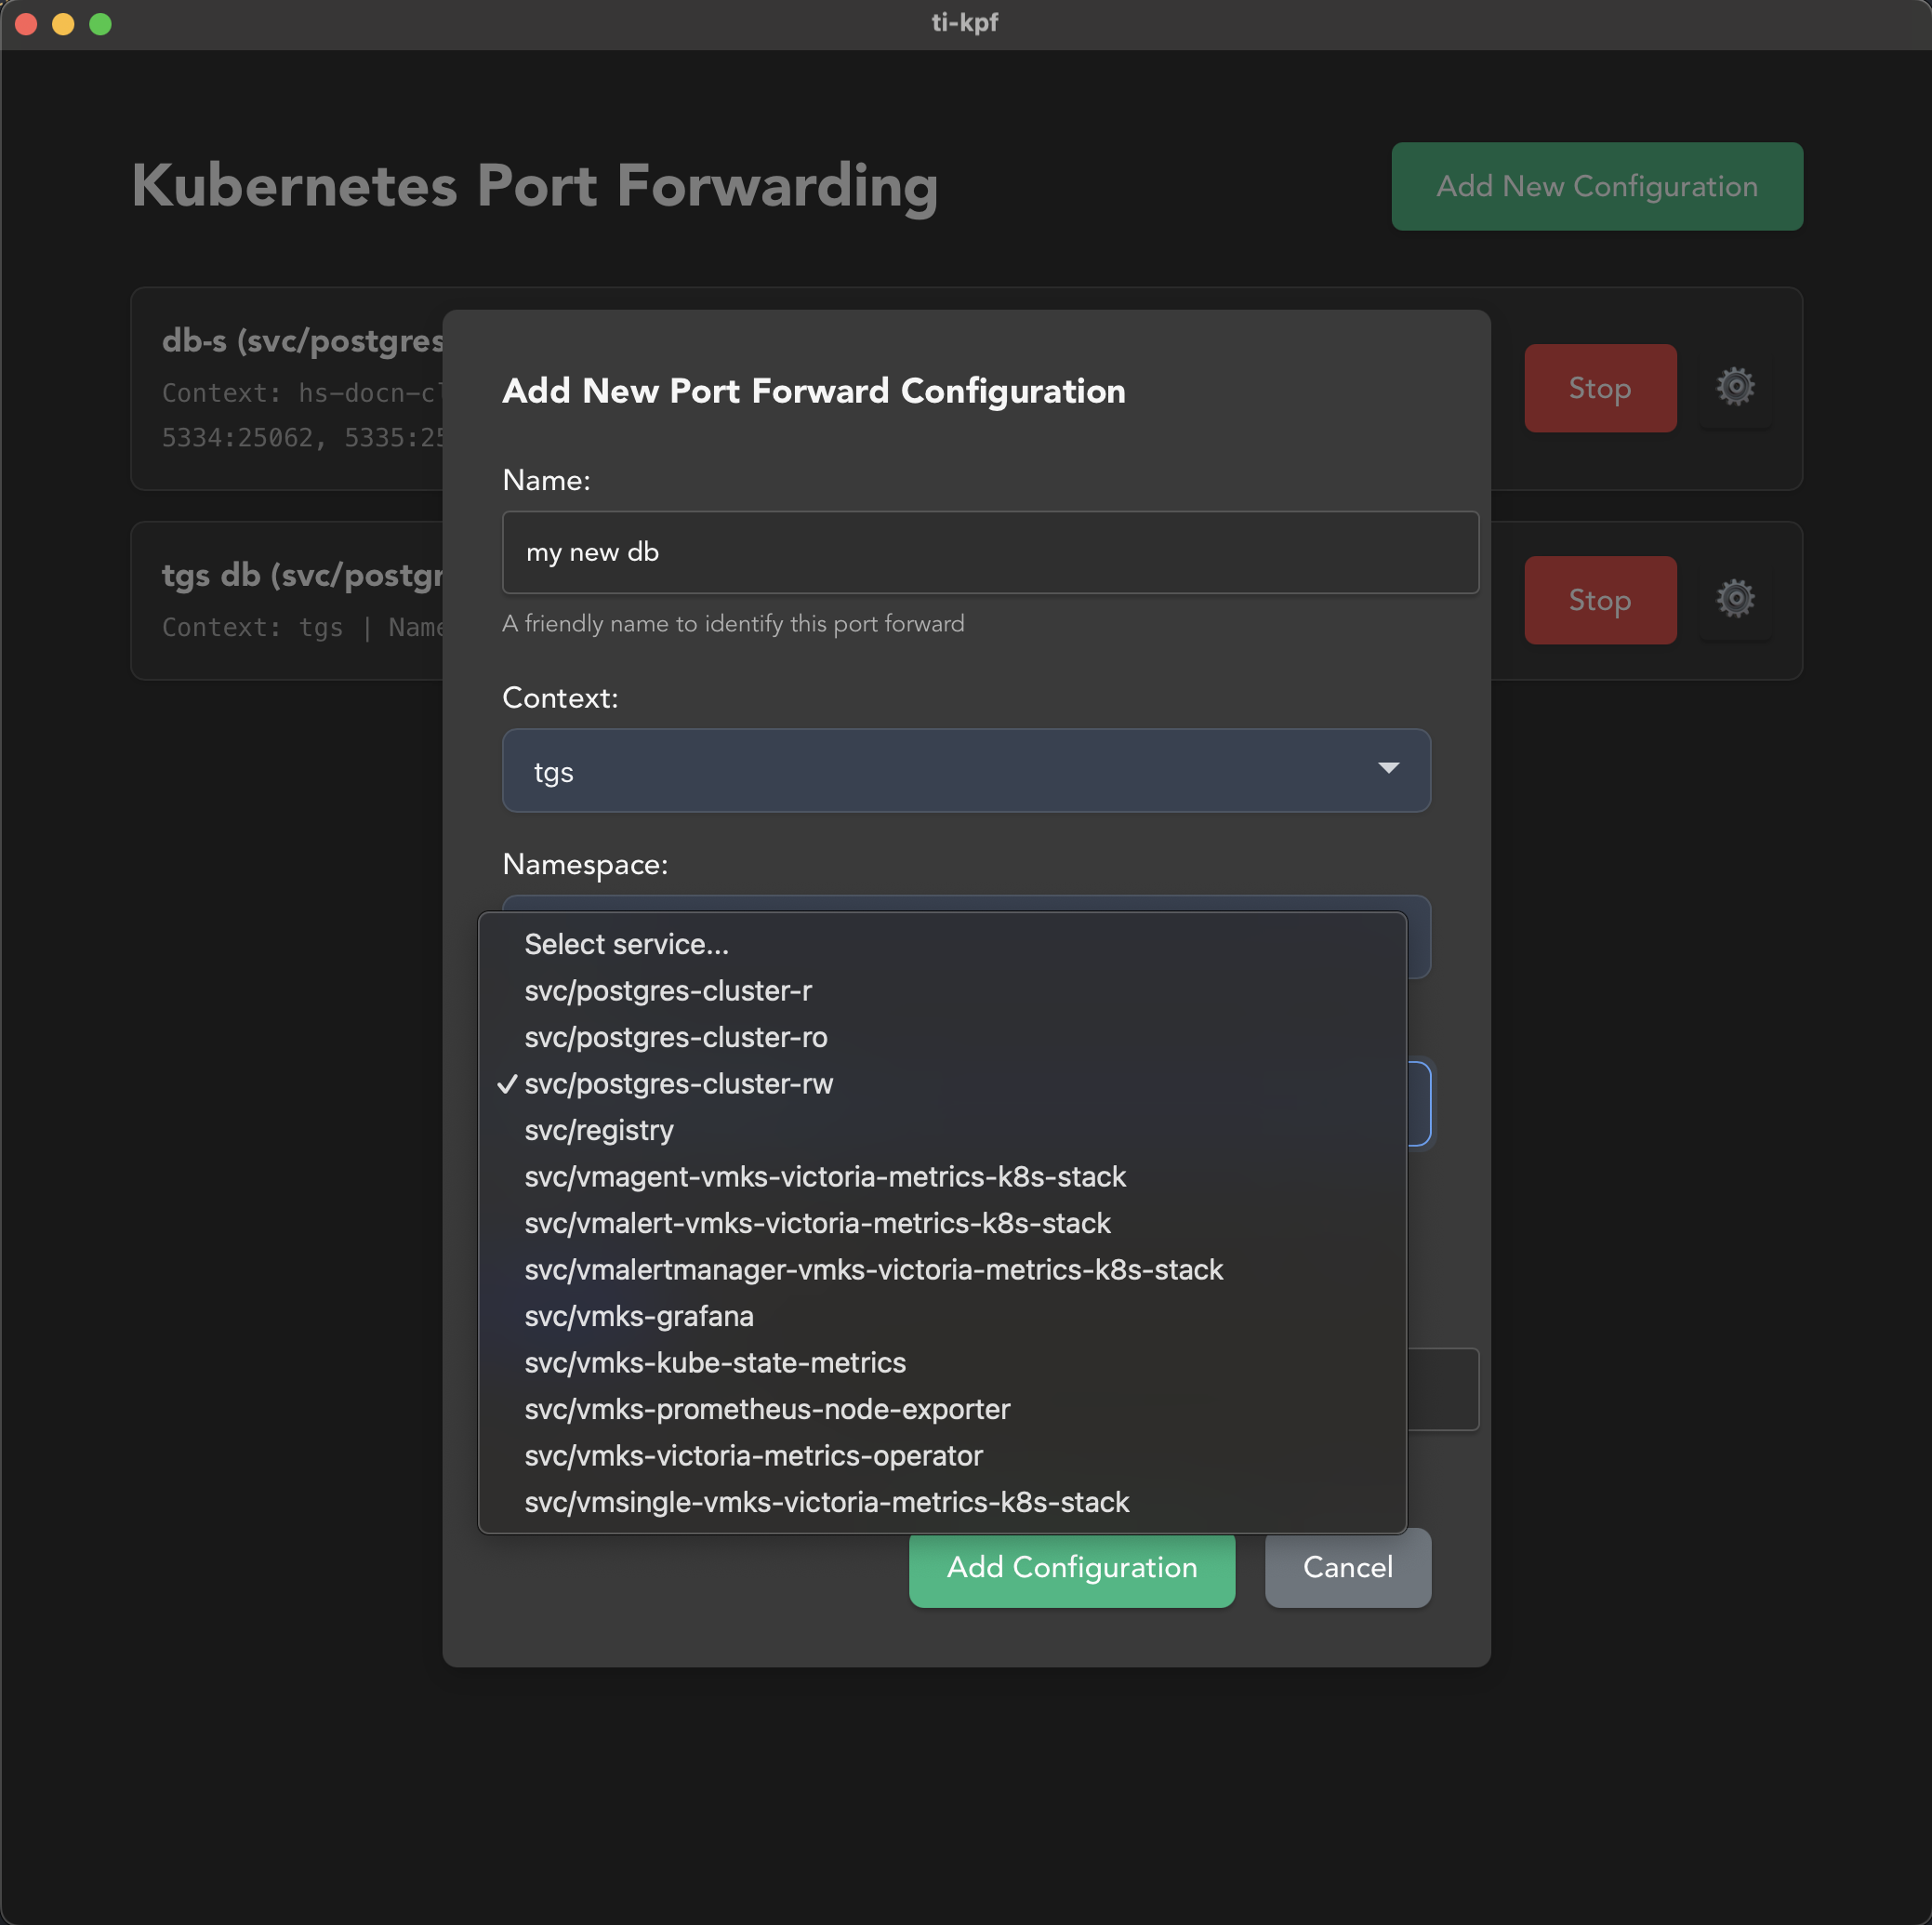 ti-kpf
Kubernetes Port Forwarding
Add New Configuration
db-s (svc/postgres
Context: hs-docn-cl
5334:25062, 5335:25
Stop
tgs db (svc/postgr
Context: tgs | Name
Stop
Add New Port Forward Configuration
Name:
my new db
A friendly name to identify this port forward
Context:
tgs
Namespace:
Select service...
svc/postgres-cluster-r
svc/postgres-cluster-ro
✓ svc/postgres-cluster-rw
svc/registry
svc/vmagent-vmks-victoria-metrics-k8s-stack
svc/vmalert-vmks-victoria-metrics-k8s-stack
svc/vmalertmanager-vmks-victoria-metrics-k8s-stack
svc/vmks-grafana
svc/vmks-kube-state-metrics
svc/vmks-prometheus-node-exporter
svc/vmks-victoria-metrics-operator
svc/vmsingle-vmks-victoria-metrics-k8s-stack
Add Configuration
Cancel